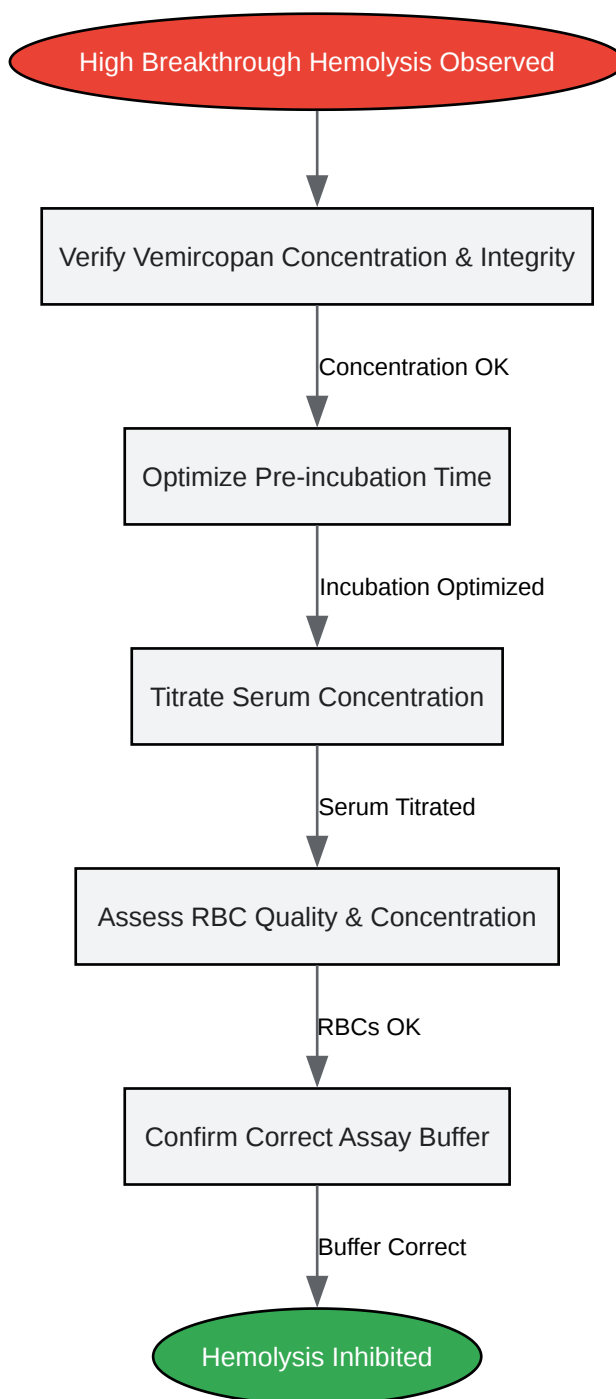 High Breakthrough Hemolysis Observed
Verify Vemircopan Concentration & Integrity
Concentration OK
Optimize Pre-incubation Time
Incubation Optimized
Titrate Serum Concentration
Serum Titrated
Assess RBC Quality & Concentration
RBCs OK
Confirm Correct Assay Buffer
Buffer Correct
Hemolysis Inhibited